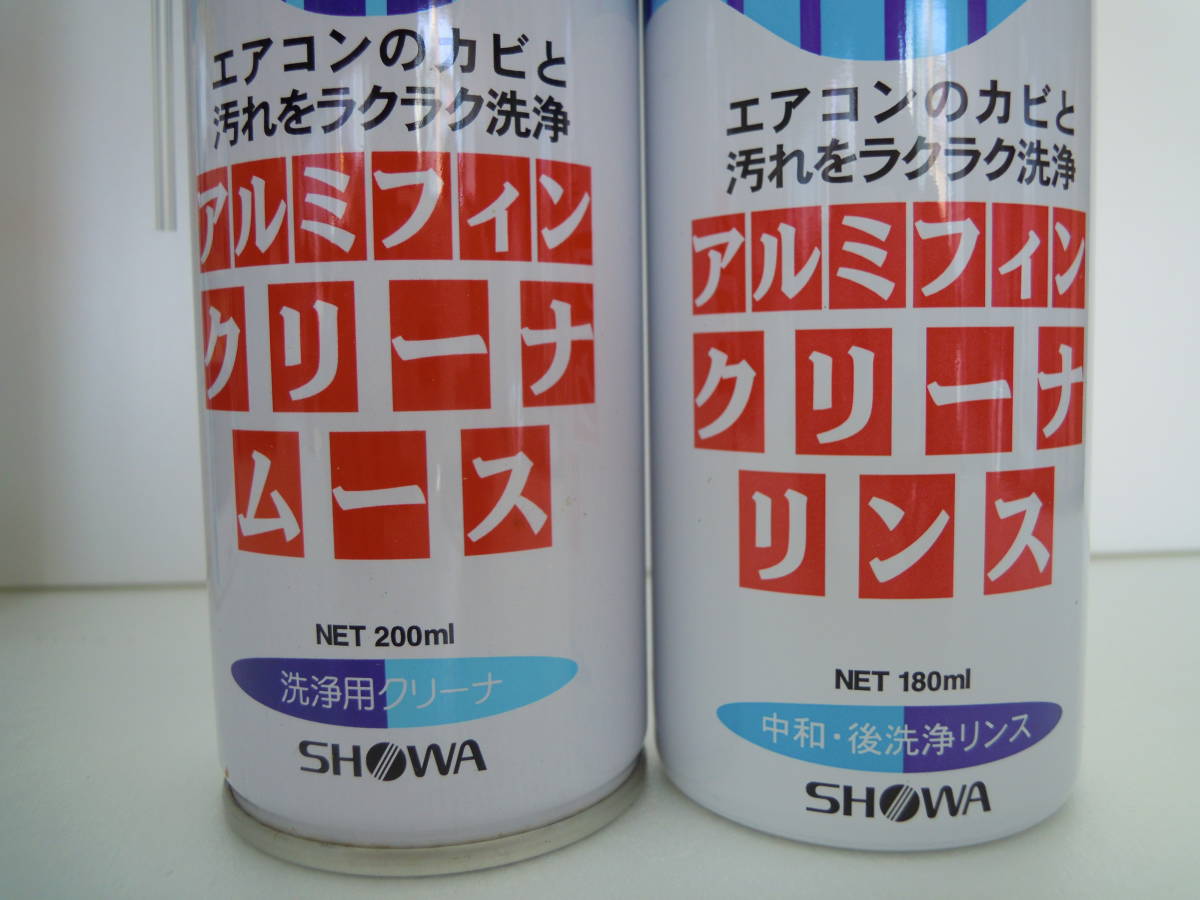 エアコンのカビと
汚れをラクラク洗浄
アルミフィン
クリーナ
ムース
NET 200ml
洗浄用クリーナ
SHOWA
エアコンのカビと
汚れをラクラク洗浄
アルミフィン
クリーナ
リンス
NET 180ml
中和・後洗浄リンス
SHOWA